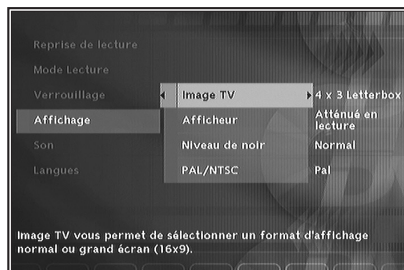 Reprise de lecture
Mode Lecture
Verrouillage
Image TV
4 x 3 Letterbox
Affichage
Afficheur
Atténué en
lecture
Son
Niveau de noir
Normal
Langues
PAL/NTSC
Pal
Image TV vous permet de sélectionner un format d'affichage
normal ou grand écran (16x9).